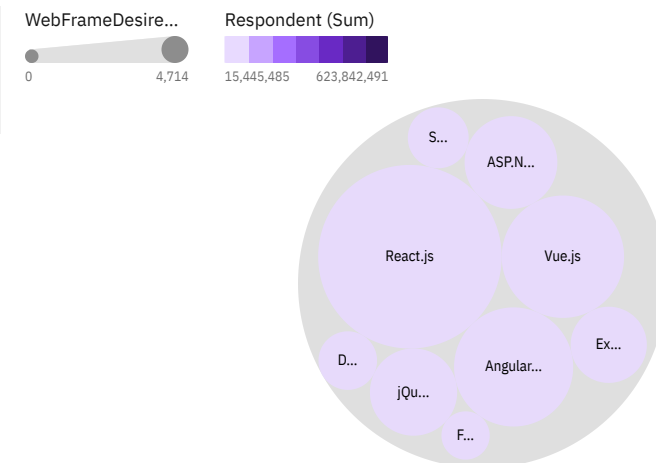 WebFrameDesire...
Respondent (Sum)
0
4,714
15,445,485
623,842,491
S...
ASP.N...
React.js
Vue.js
Ex...
D...
Angular...
jQu...
F...